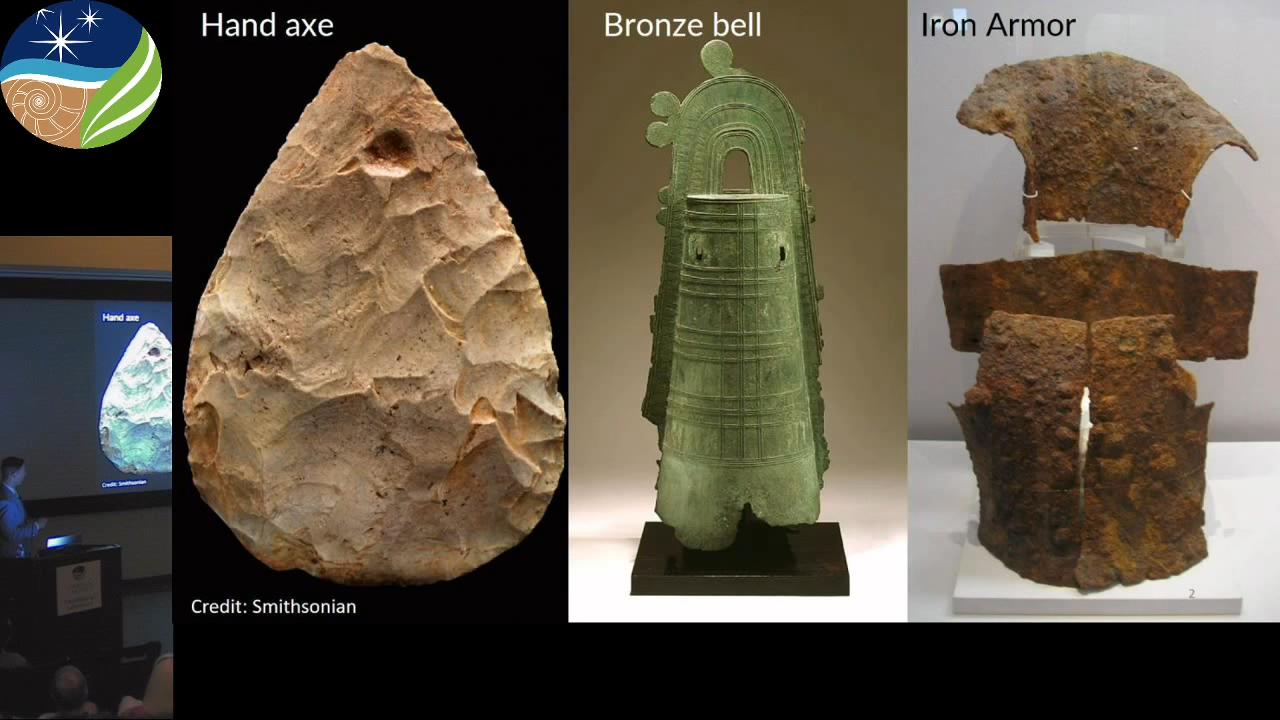 Hand axe
Bronze bell
Iron Armor
Credit: Smithsonian
2
Hand axe
Credit: Smithsonian